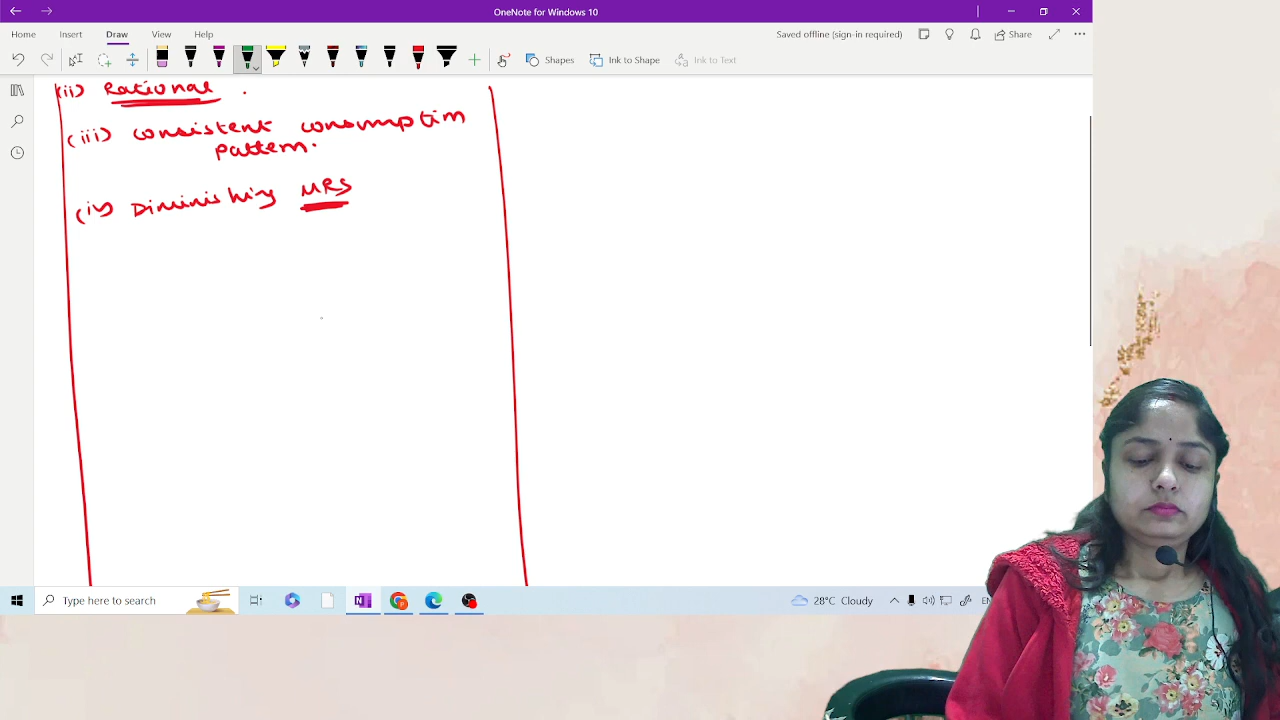 OneNote for Windows 10
Home Insert Draw View Help
Saved offline (sign-in required) Share
Shapes Ink to Shape Ink to Text
(ii) Rational.
(iii) consistent consumption
pattern.
(iv) Diminishing MRS
Type here to search
28°C Cloudy